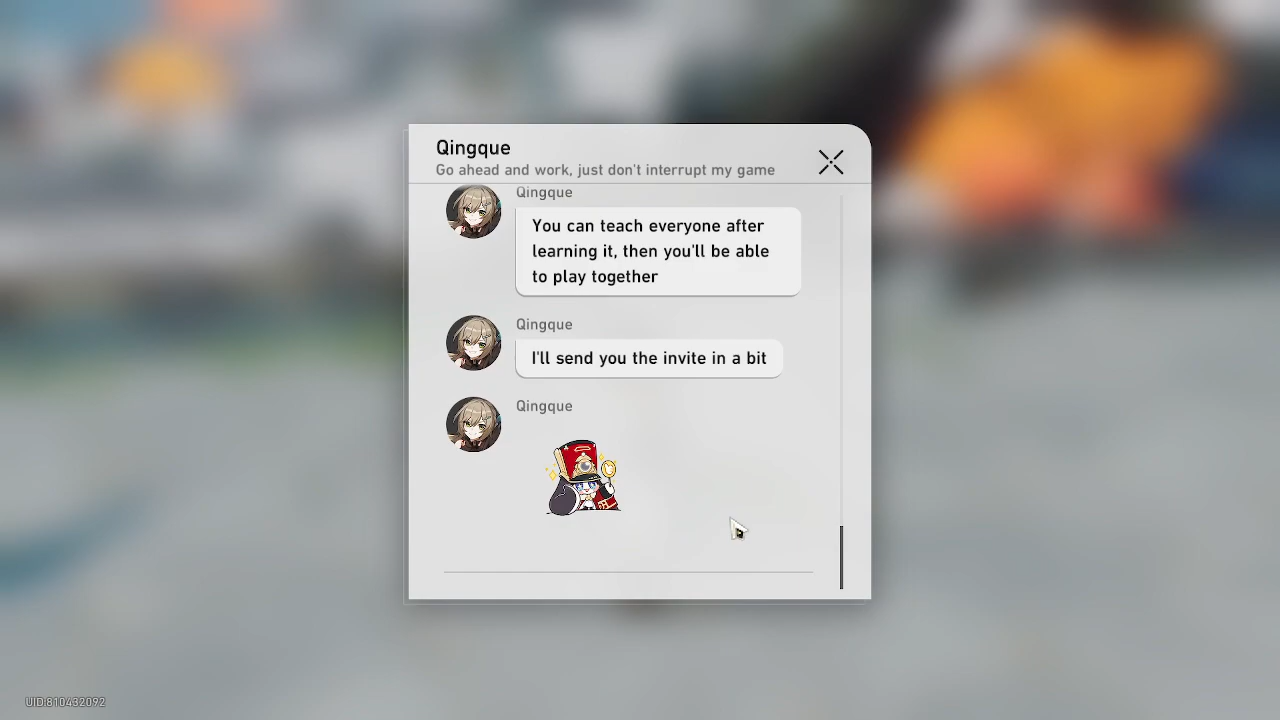 Qingque
Go ahead and work, just don't interrupt my game
Qingque
You can teach everyone after
learning it, then you'll be able
to play together
Qingque
I'll send you the invite in a bit
Qingque
UID:810432092